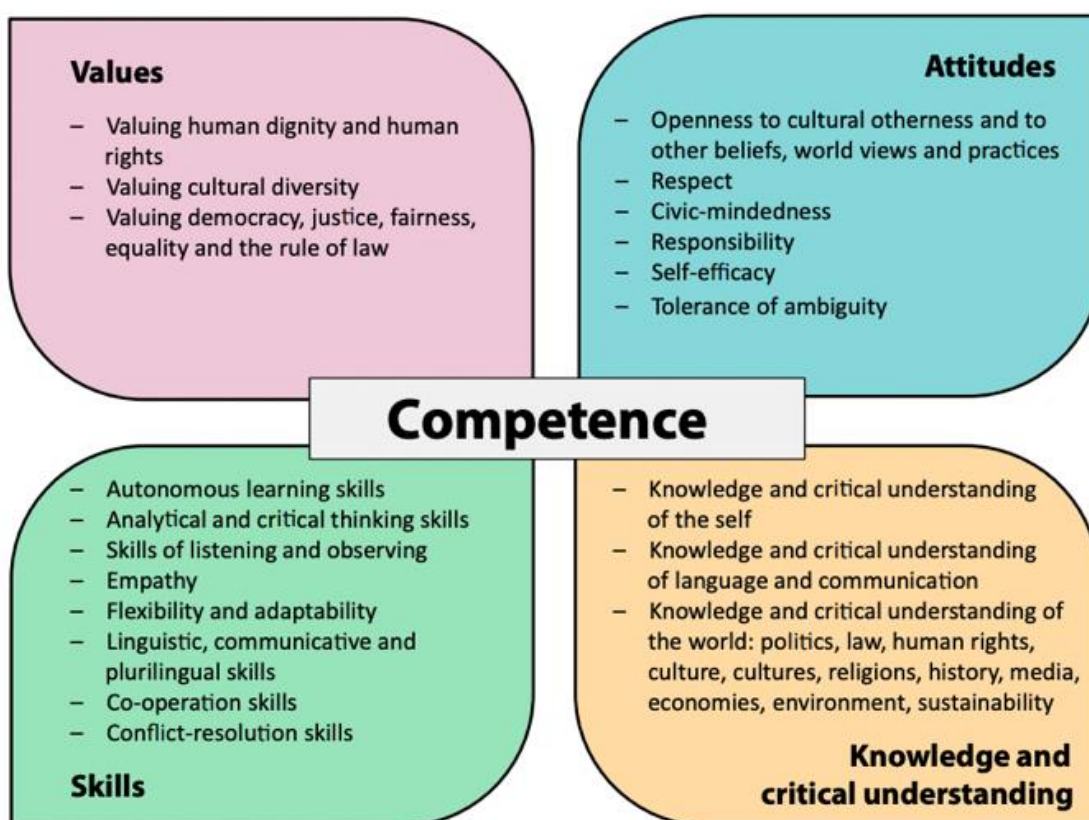 Values
– Valuing human dignity and human
rights
– Valuing cultural diversity
– Valuing democracy, justice, fairness,
equality and the rule of law
Attitudes
– Openness to cultural otherness and to
other beliefs, world views and practices
– Respect
– Civic-mindedness
– Responsibility
– Self-efficacy
– Tolerance of ambiguity
Competence
– Autonomous learning skills
– Analytical and critical thinking skills
– Skills of listening and observing
– Empathy
– Flexibility and adaptability
– Linguistic, communicative and
plurilingual skills
– Co-operation skills
– Conflict-resolution skills
Skills
– Knowledge and critical understanding
of the self
– Knowledge and critical understanding
of language and communication
– Knowledge and critical understanding of
the world: politics, law, human rights,
culture, cultures, religions, history, media,
economies, environment, sustainability
Knowledge and
critical understanding